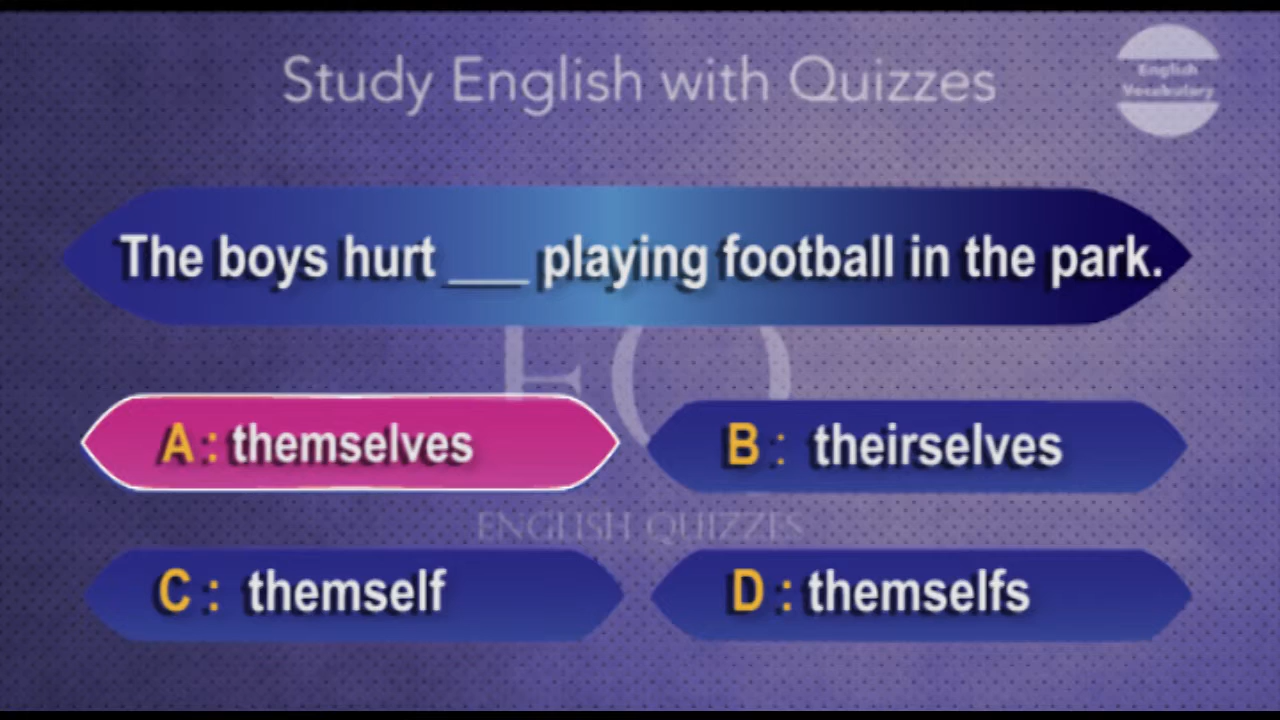 Study English with Quizzes
English
Vocabulary
The boys hurt ___ playing football in the park.
EQ
A : themselves
B : theirselves
ENGLISH QUIZZES
C : themself
D : themselfs